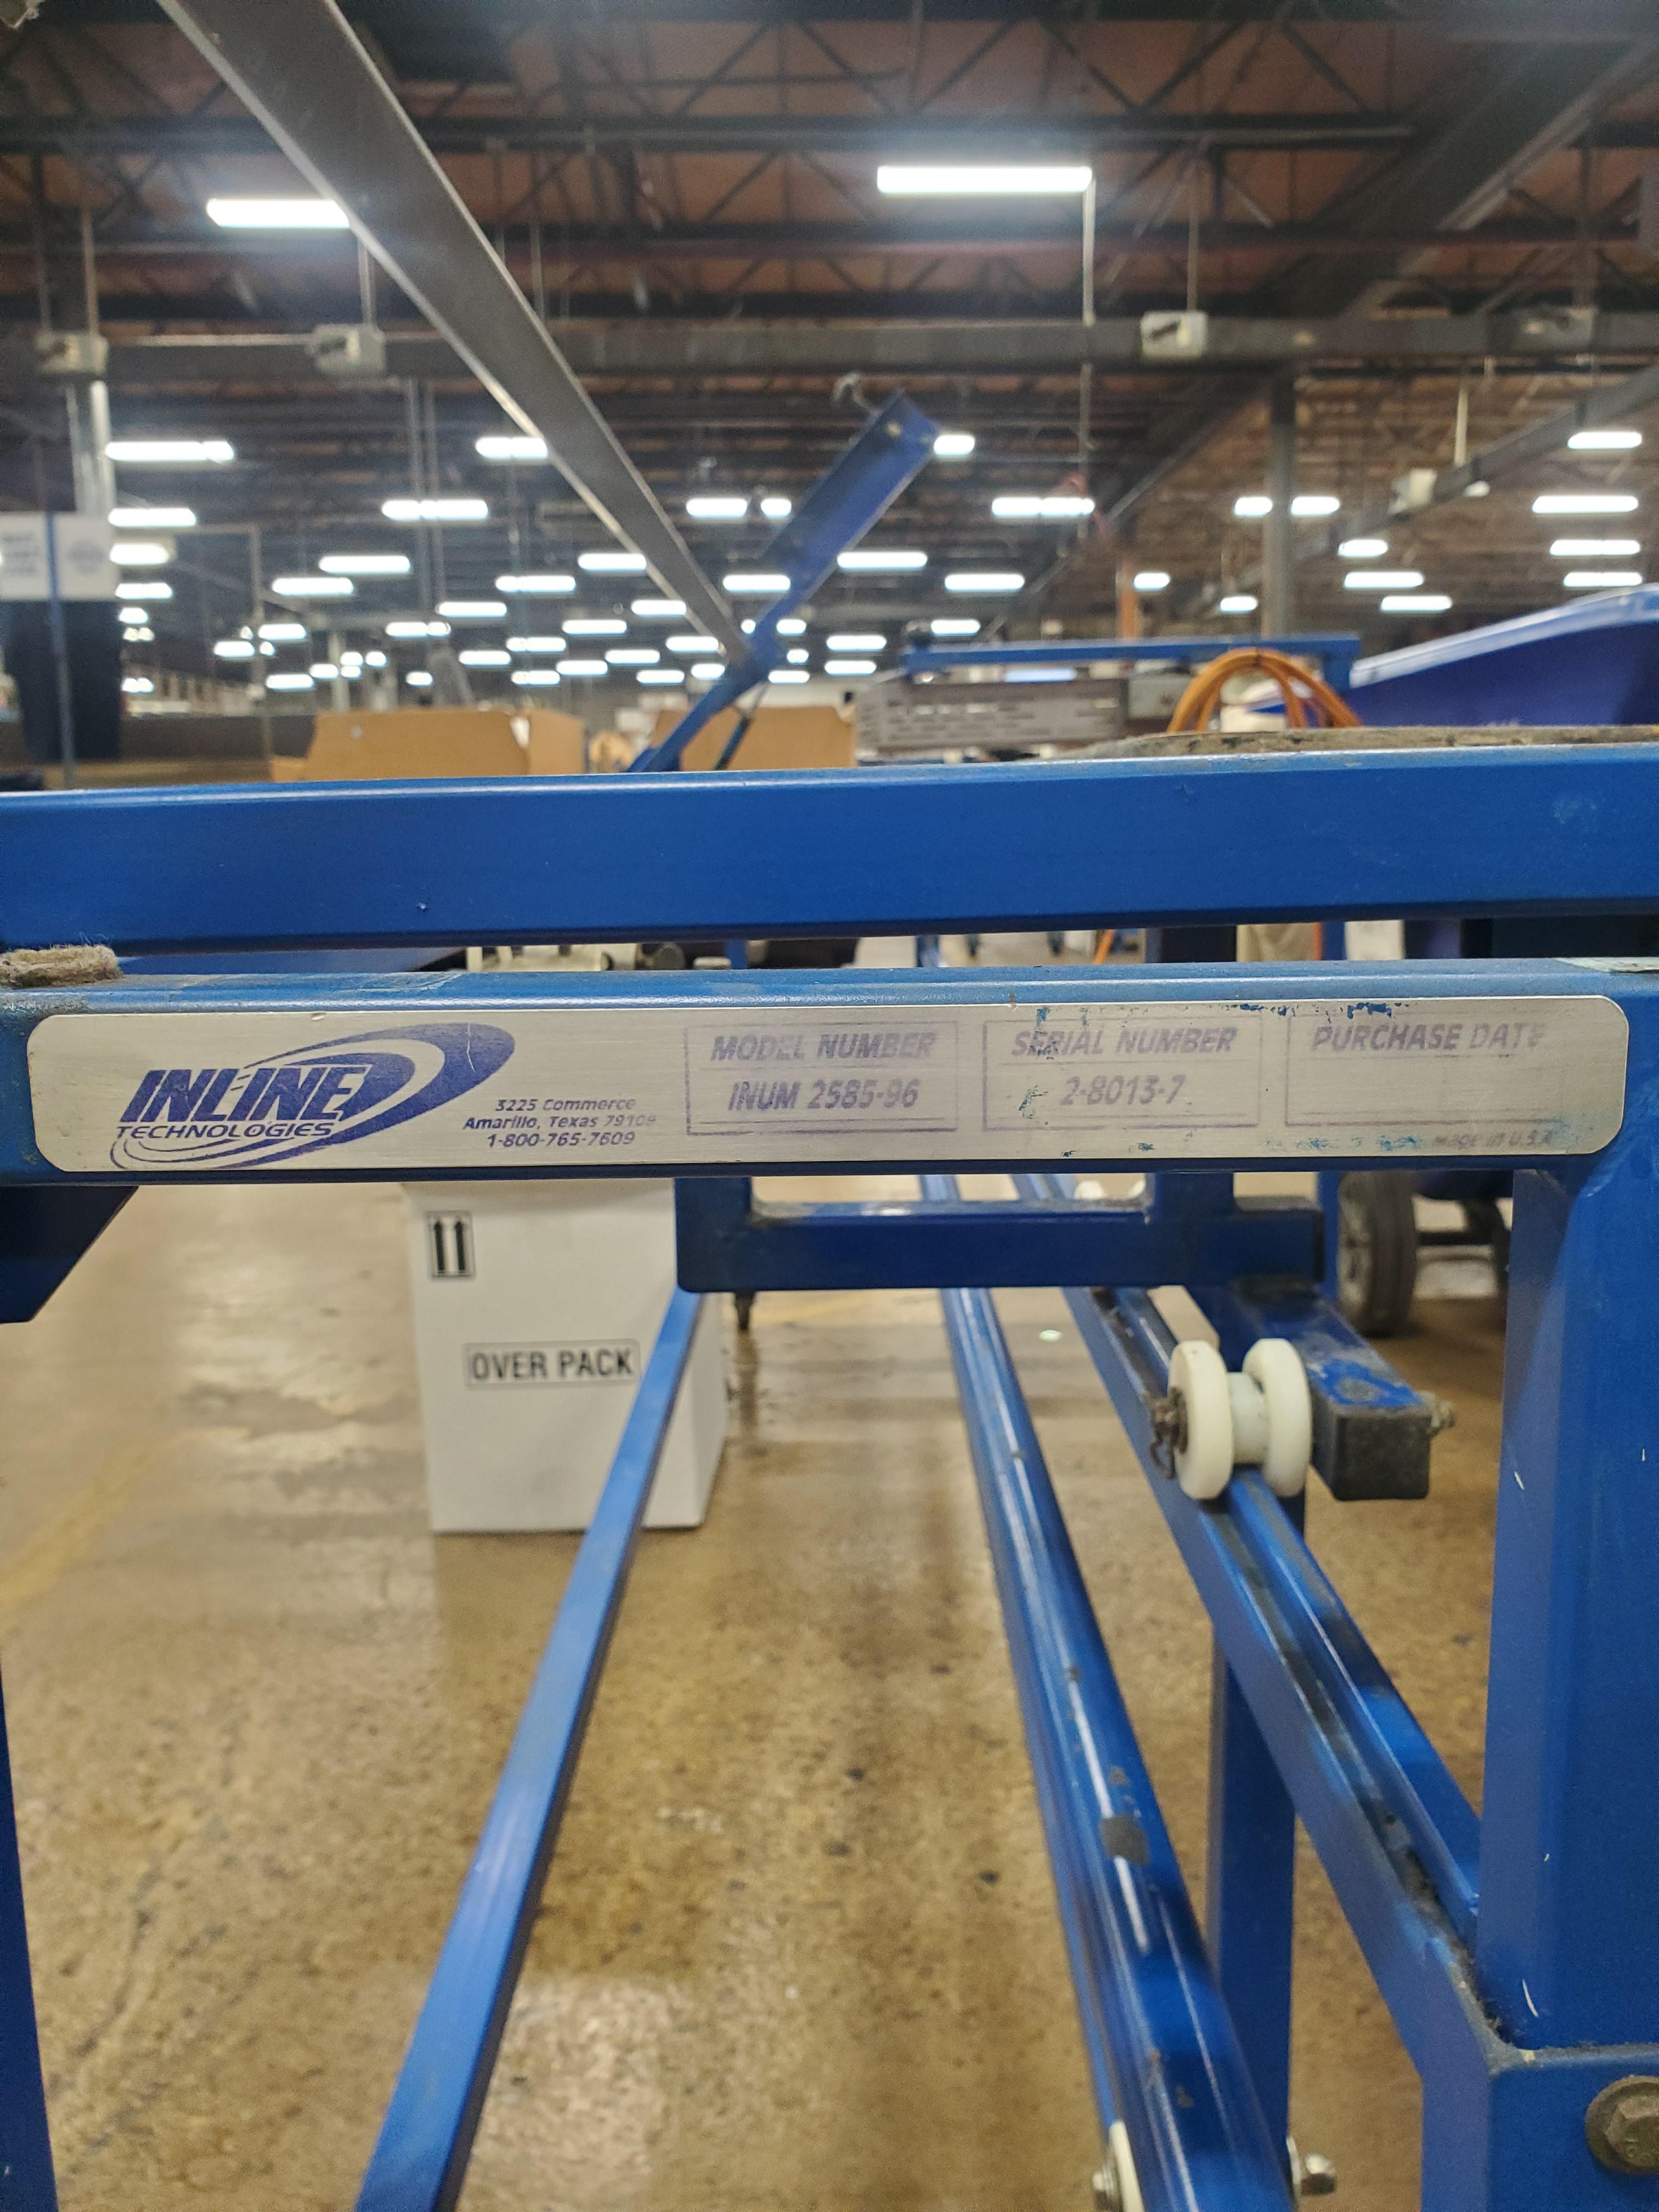 INLINE
TECHNOLOGIES
3225 Commerce
Amarillo, Texas 79109
1-800-765-7609
MODEL NUMBER
INUM 2585-96
SERIAL NUMBER
2-8013-7
PURCHASE DATE
Made in U.S.A
OVER PACK